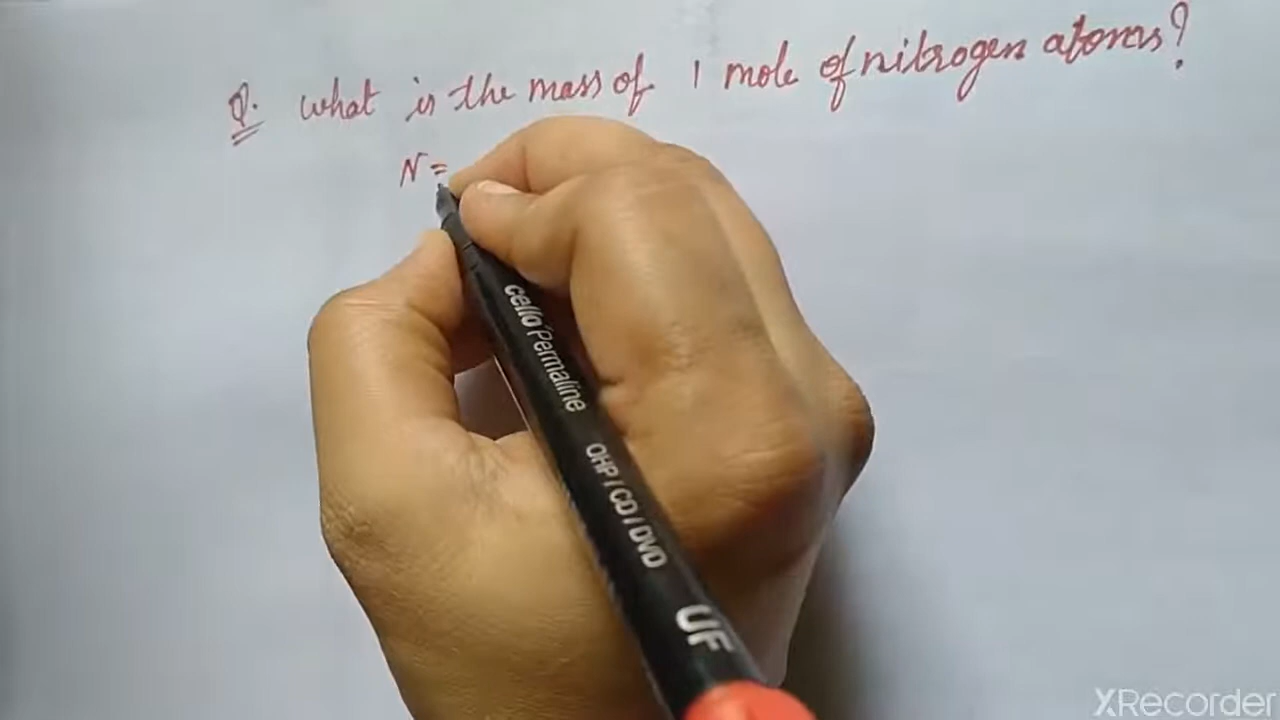 Q. What is the mass of 1 mole of nitrogen atoms?
N =
cello Permaline OHP / CD / DVD UF
XRecorder